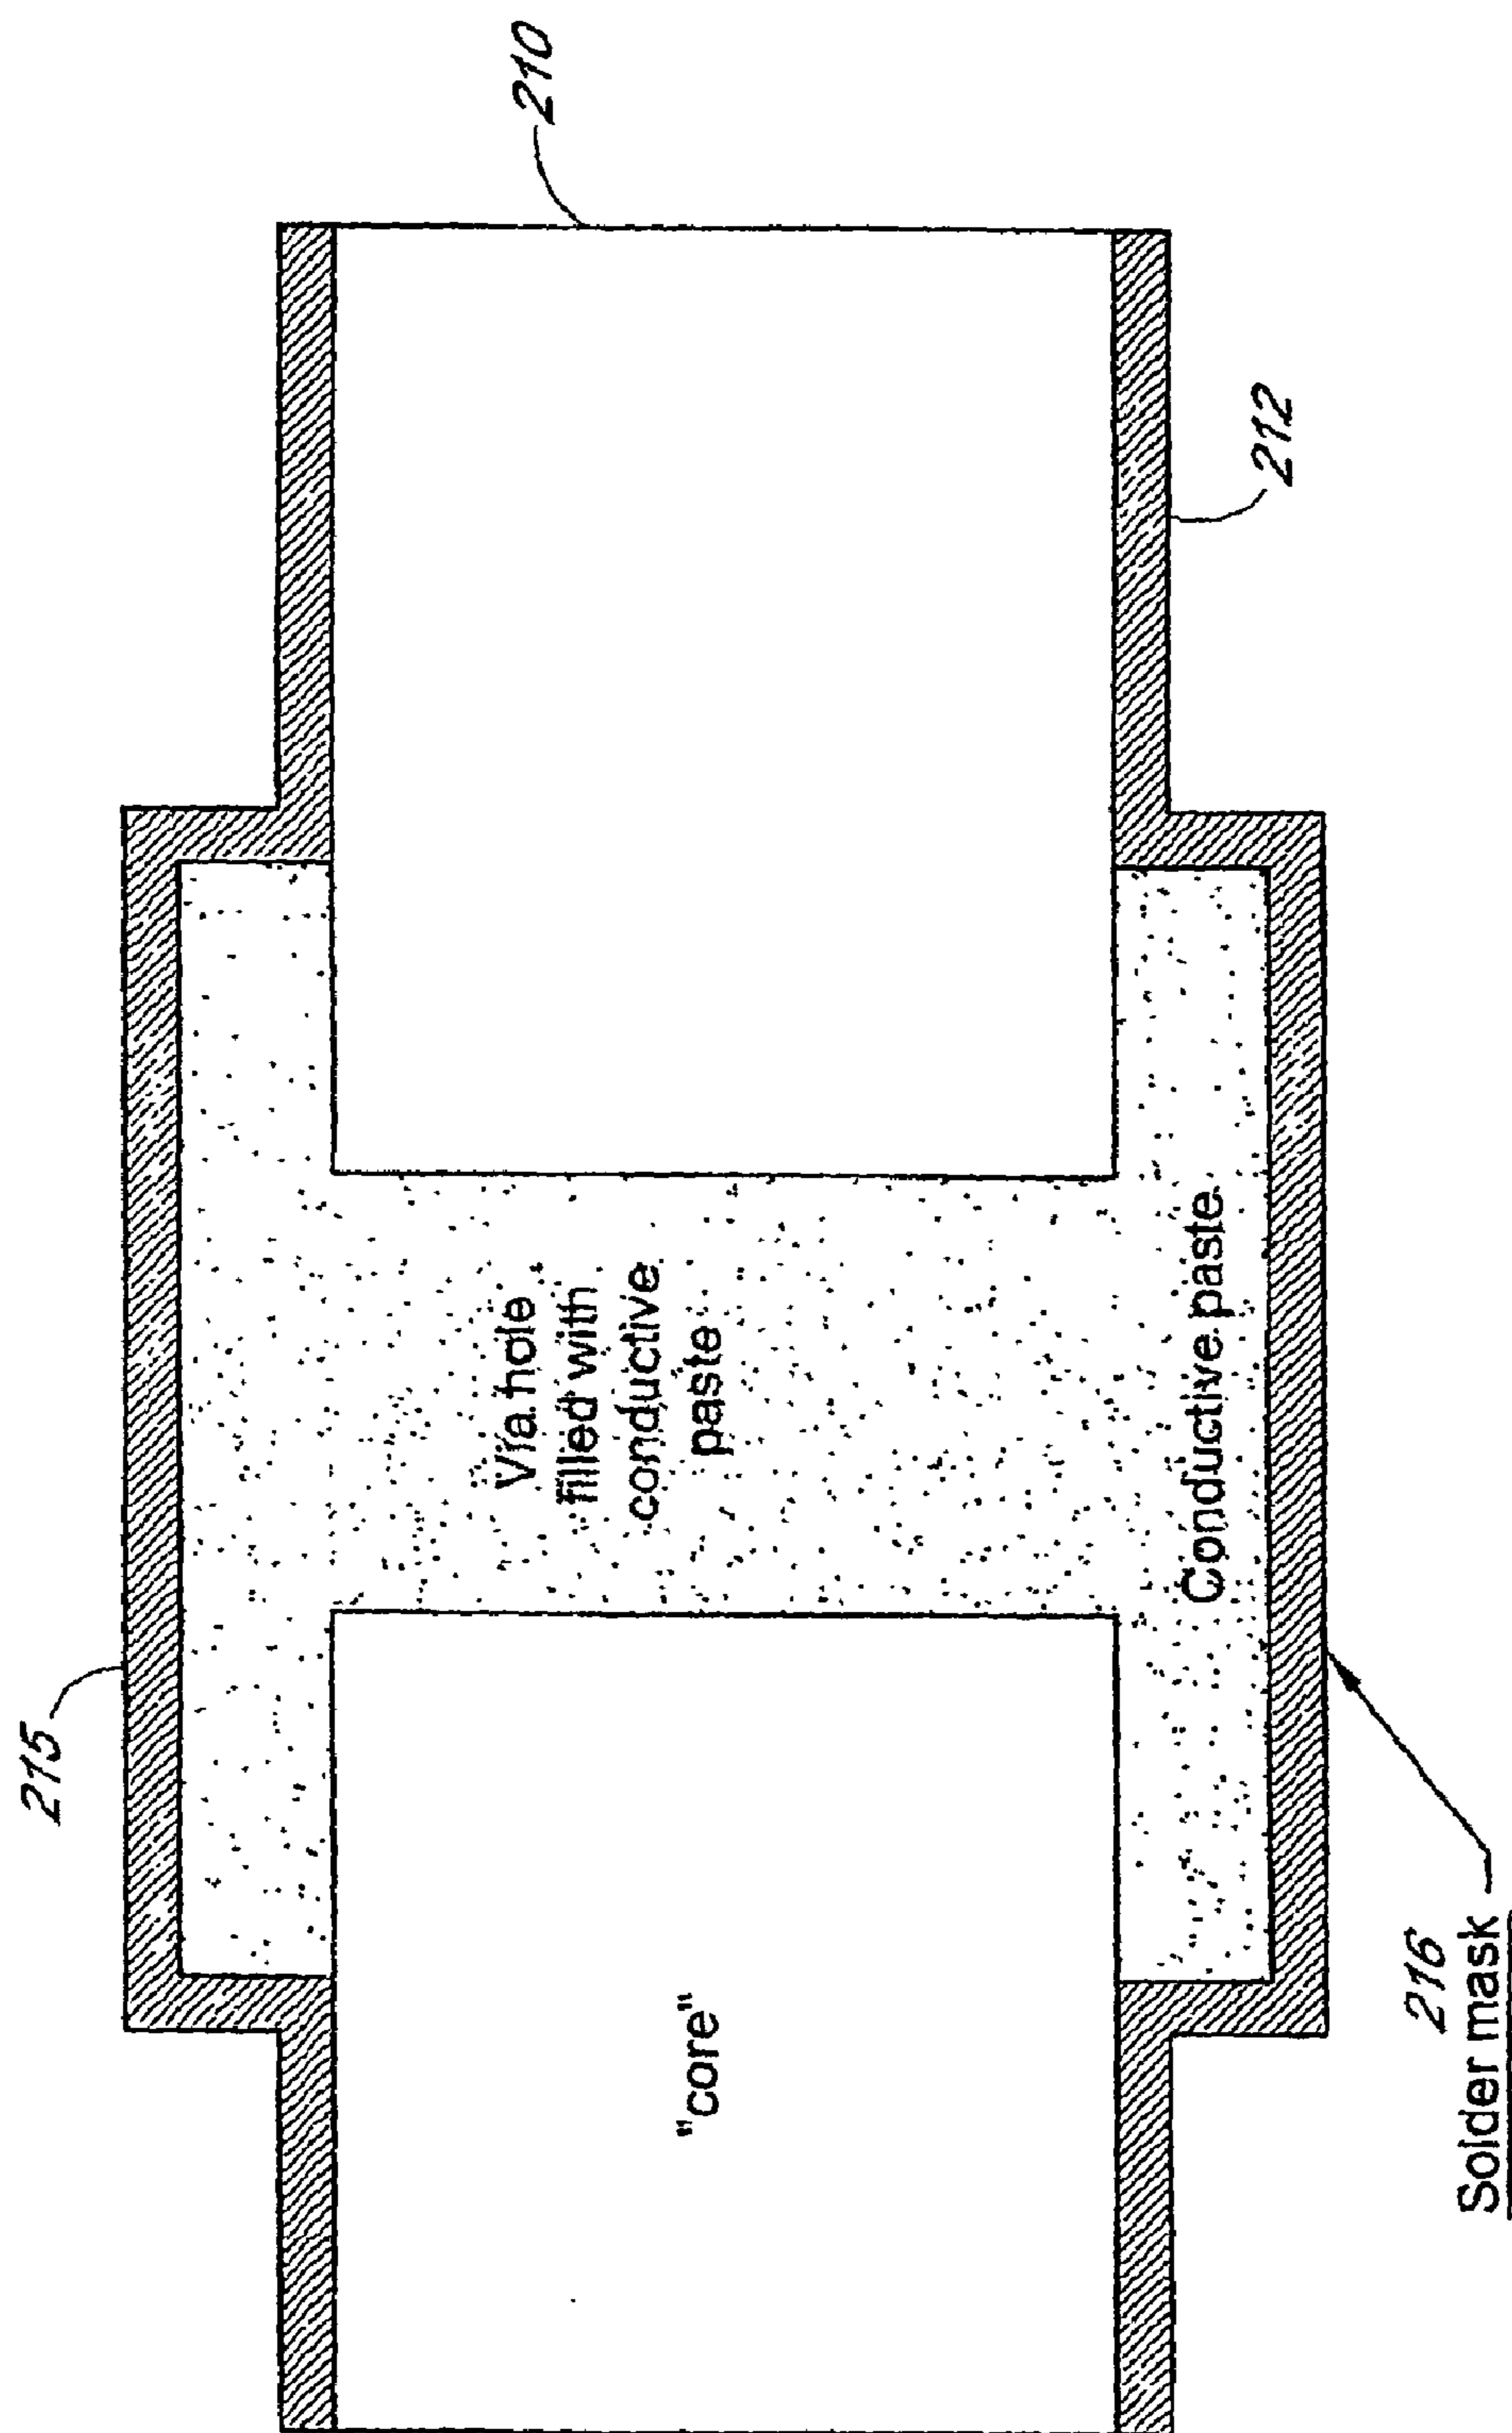 215
210
Via hole
filled with
conductive
paste
"core"
Conductive paste
212
216
Solder mask